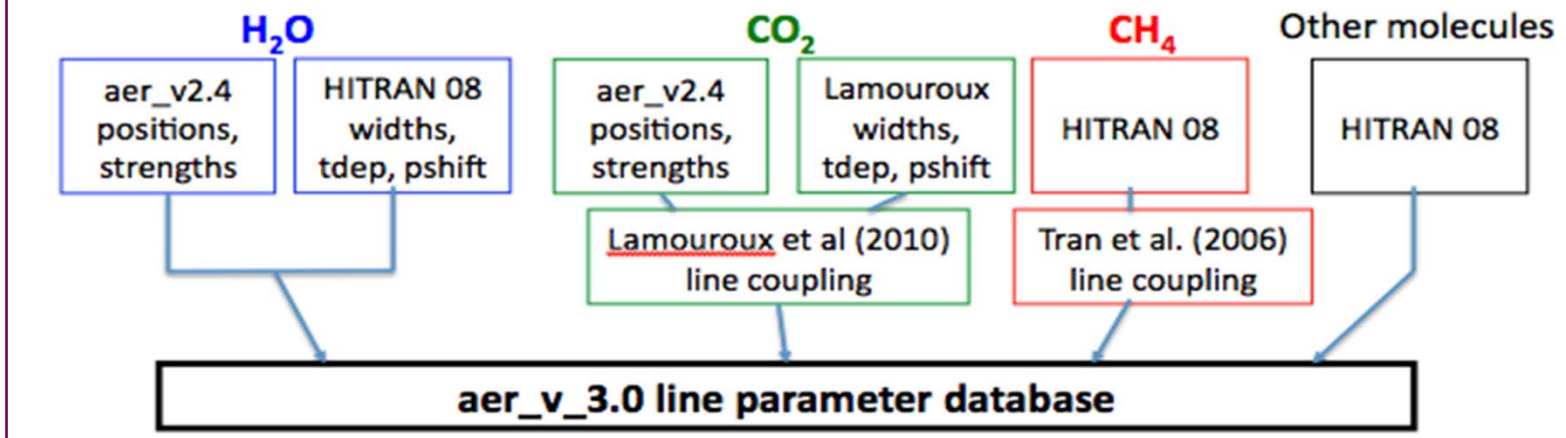 H₂O
aer_v2.4
positions,
strengths
HITRAN 08
widths,
tdep, pshift
CO₂
aer_v2.4
positions,
strengths
Lamouroux
widths,
tdep, pshift
Lamouroux et al (2010)
line coupling
CH₄
HITRAN 08
Tran et al. (2006)
line coupling
Other molecules
HITRAN 08
aer_v_3.0 line parameter database